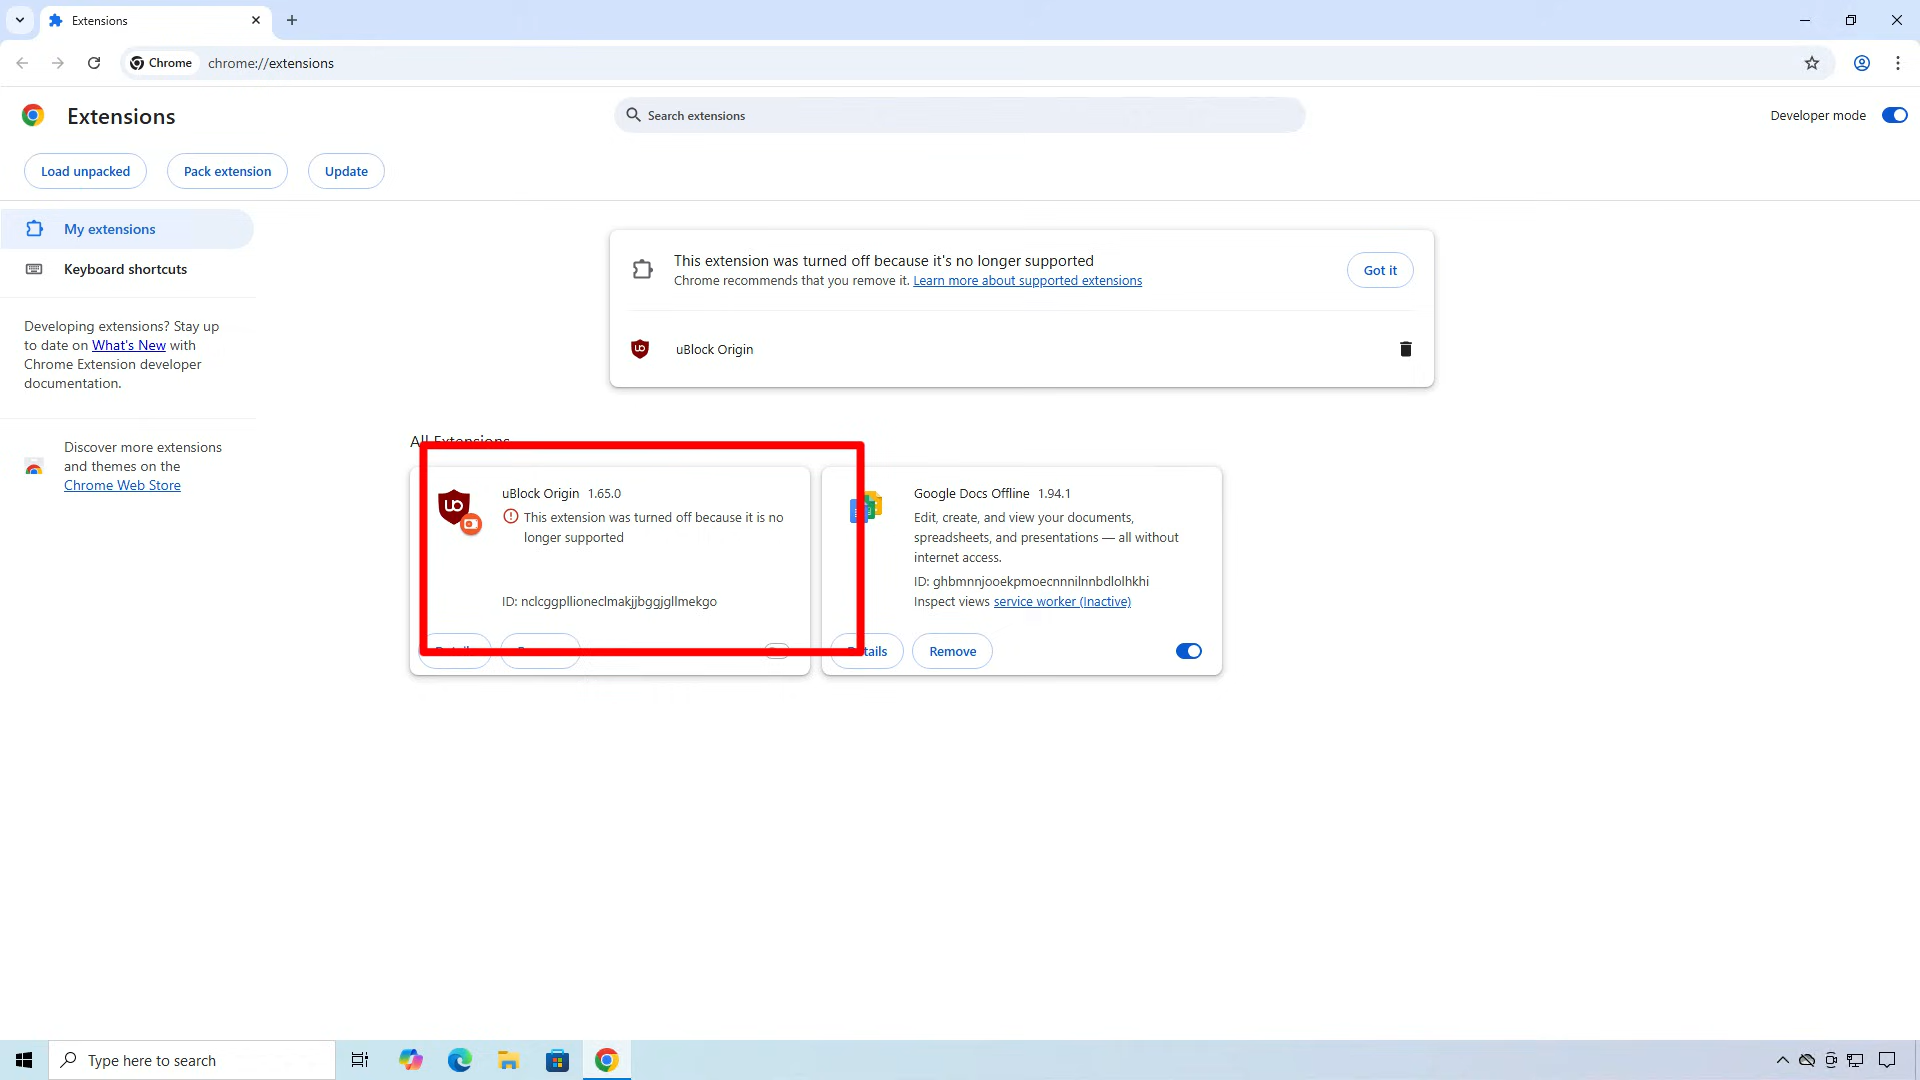 Extensions
Chrome
chrome://extensions
Extensions
Search extensions
Developer mode
Load unpacked
Pack extension
Update
My extensions
Keyboard shortcuts
Developing extensions? Stay up
to date on What's New with
Chrome Extension developer
documentation.
Discover more extensions
and themes on the
Chrome Web Store
This extension was turned off because it's no longer supported
Chrome recommends that you remove it. Learn more about supported extensions
Got it
uBlock Origin
All Extensions
uBlock Origin 1.65.0
This extension was turned off because it is no
longer supported
ID: nclcggpllioneclmakjjbggjgllmekgo
Google Docs Offline 1.94.1
Edit, create, and view your documents,
spreadsheets, and presentations — all without
internet access.
ID: ghbmnnjooekpmoecnnnilnnbdlolhkhi
Inspect views service worker (Inactive)
Details
Remove
Type here to search